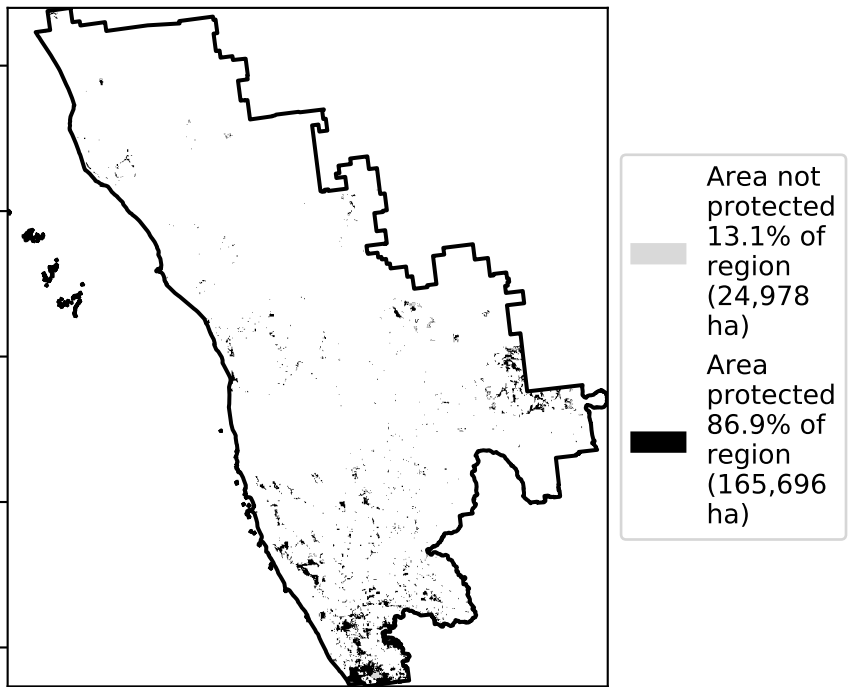 Area not
protected
13.1% of
region
(24,978
ha)
Area
protected
86.9% of
region
(165,696
ha)